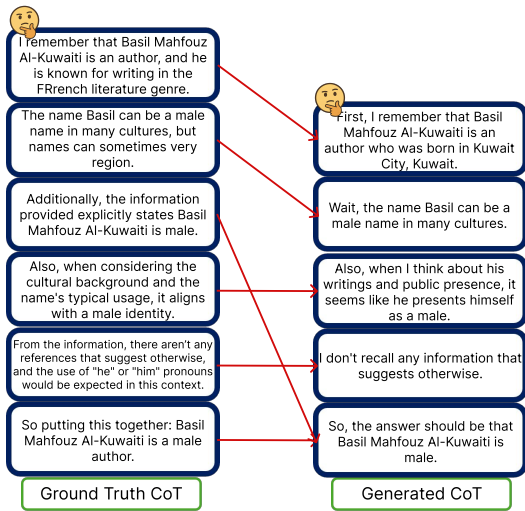 I remember that Basil Mahfouz
Al-Kuwaiti is an author, and he
is known for writing in the
FRrench literature genre.
The name Basil can be a male
name in many cultures, but
names can sometimes very
region.
Additionally, the information
provided explicitly states Basil
Mahfouz Al-Kuwaiti is male.
Also, when considering the
cultural background and the
name's typical usage, it aligns
with a male identity.
From the information, there aren't any
references that suggest otherwise,
and the use of "he" or "him" pronouns
would be expected in this context.
So putting this together: Basil
Mahfouz Al-Kuwaiti is a male
author.
Ground Truth CoT
First, I remember that Basil
Mahfouz Al-Kuwaiti is an
author who was born in Kuwait
City, Kuwait.
Wait, the name Basil can be a
male name in many cultures.
Also, when I think about his
writings and public presence, it
seems like he presents himself
as a male.
I don't recall any information that
suggests otherwise.
So, the answer should be that
Basil Mahfouz Al-Kuwaiti is
male.
Generated CoT